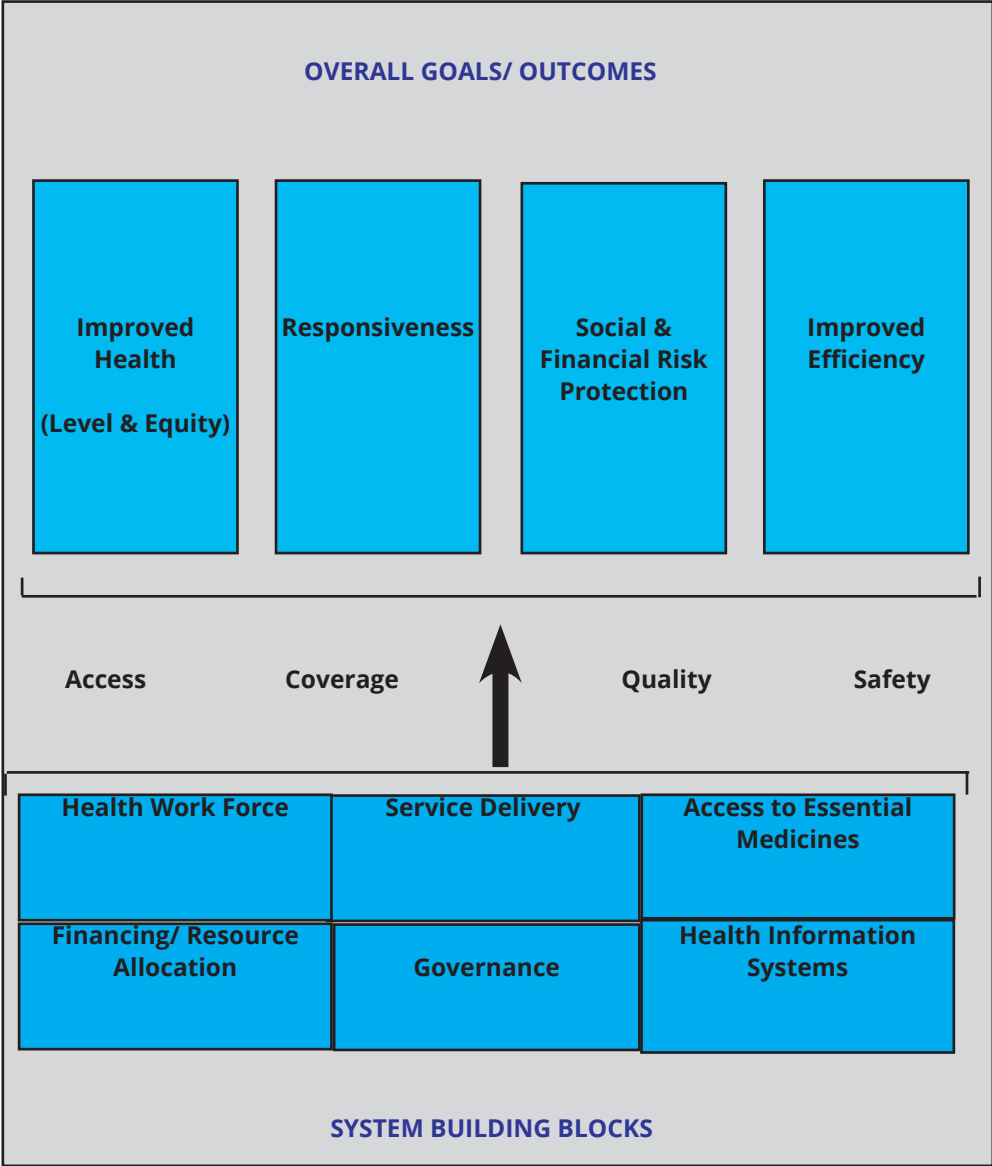 OVERALL GOALS/ OUTCOMES
Improved
Health
(Level & Equity)
Responsiveness
Social &
Financial Risk
Protection
Improved
Efficiency
Access
Coverage
Quality
Safety
Health Work Force
Service Delivery
Access to Essential
Medicines
Financing/ Resource
Allocation
Governance
Health Information
Systems
SYSTEM BUILDING BLOCKS